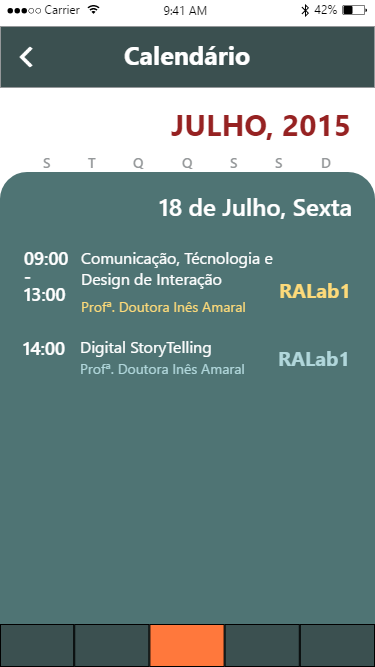 Carrier 9:41 AM 42%
Calendário
JULHO, 2015
S T Q Q S S D
18 de Julho, Sexta
09:00
-
13:00
Comunicação, Técnologia e
Design de Interação
Profª. Doutora Inês Amaral
RALab1
14:00 Digital StoryTelling
Profª. Doutora Inês Amaral
RALab1